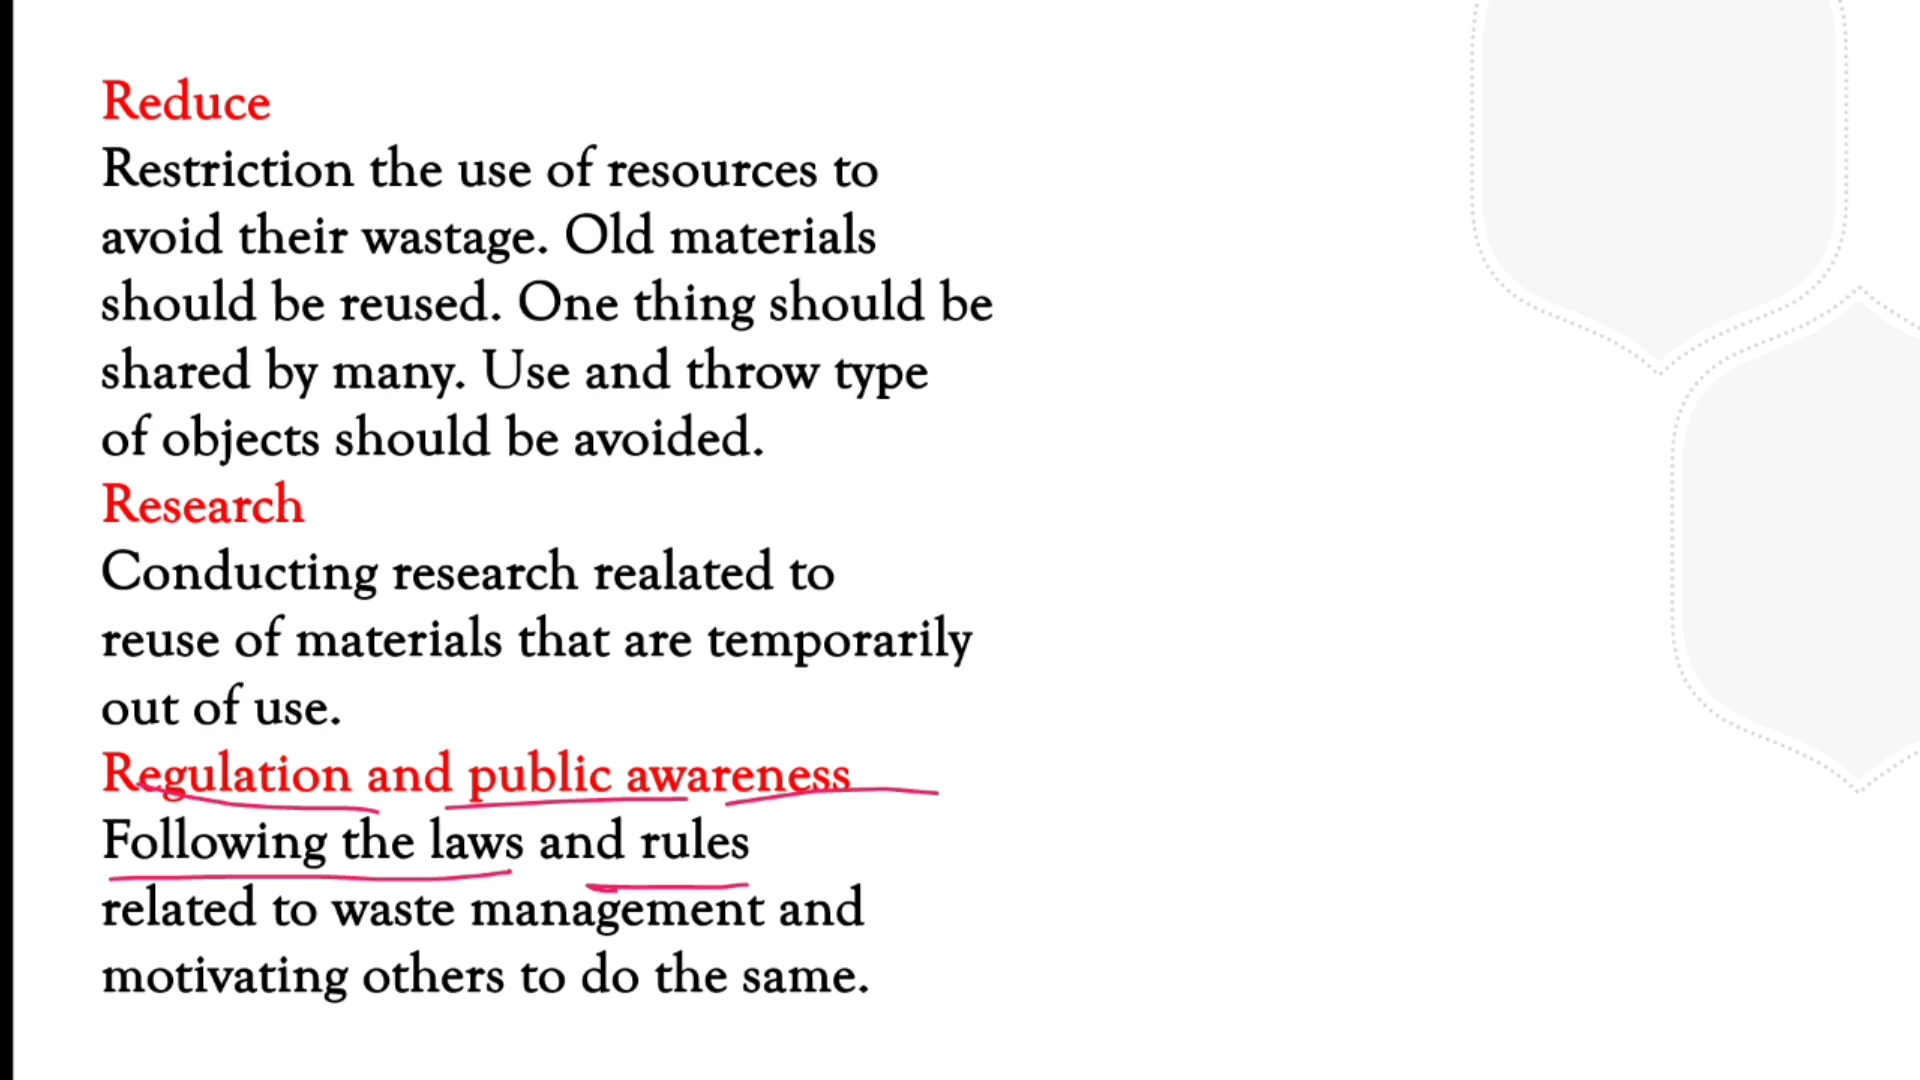 Reduce
Restriction the use of resources to
avoid their wastage. Old materials
should be reused. One thing should be
shared by many. Use and throw type
of objects should be avoided.
Research
Conducting research realated to
reuse of materials that are temporarily
out of use.
Regulation and public awareness
Following the laws and rules
related to waste management and
motivating others to do the same.